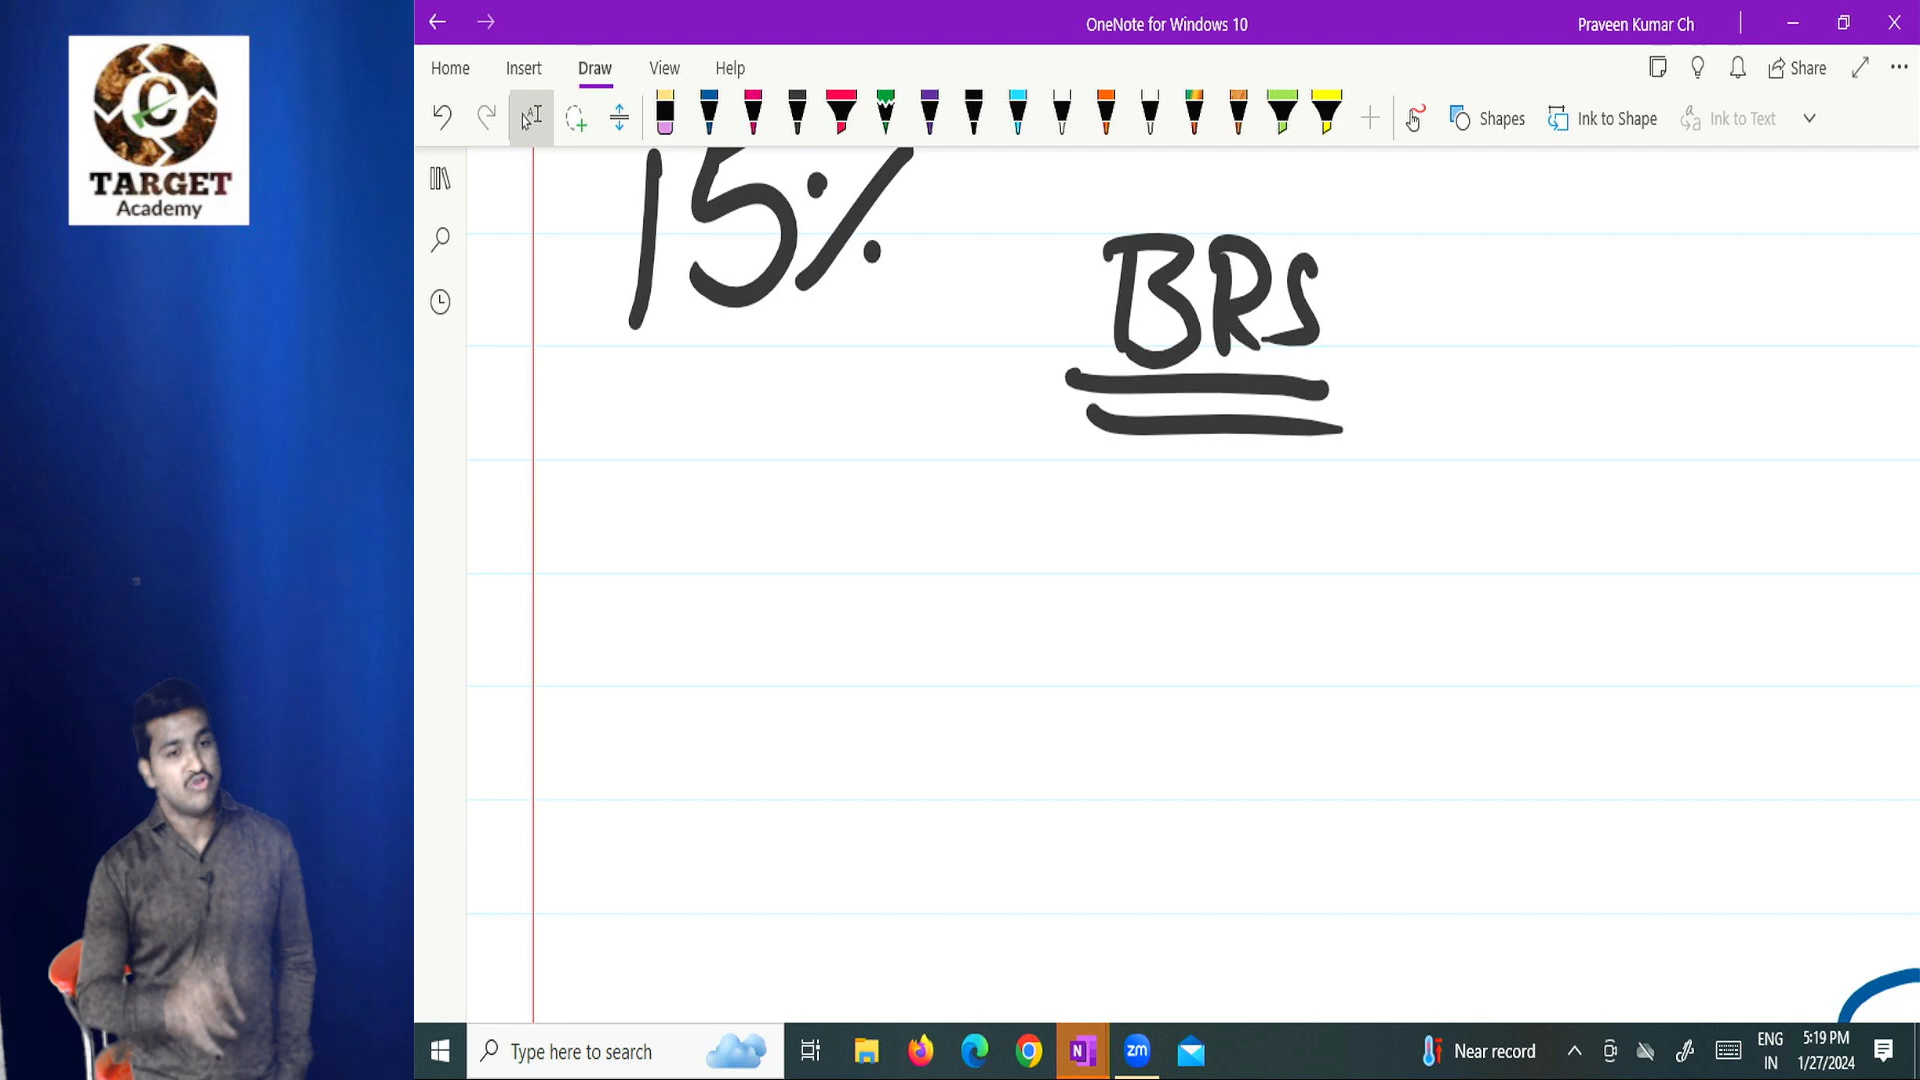 OneNote for Windows 10
Praveen Kumar Ch
Home Insert Draw View Help
Share
Shapes
Ink to Shape
Ink to Text
C
TARGET
Academy
15%
BRS
Type here to search
N
zm
Near record
ENG
IN
5:19 PM
1/27/2024